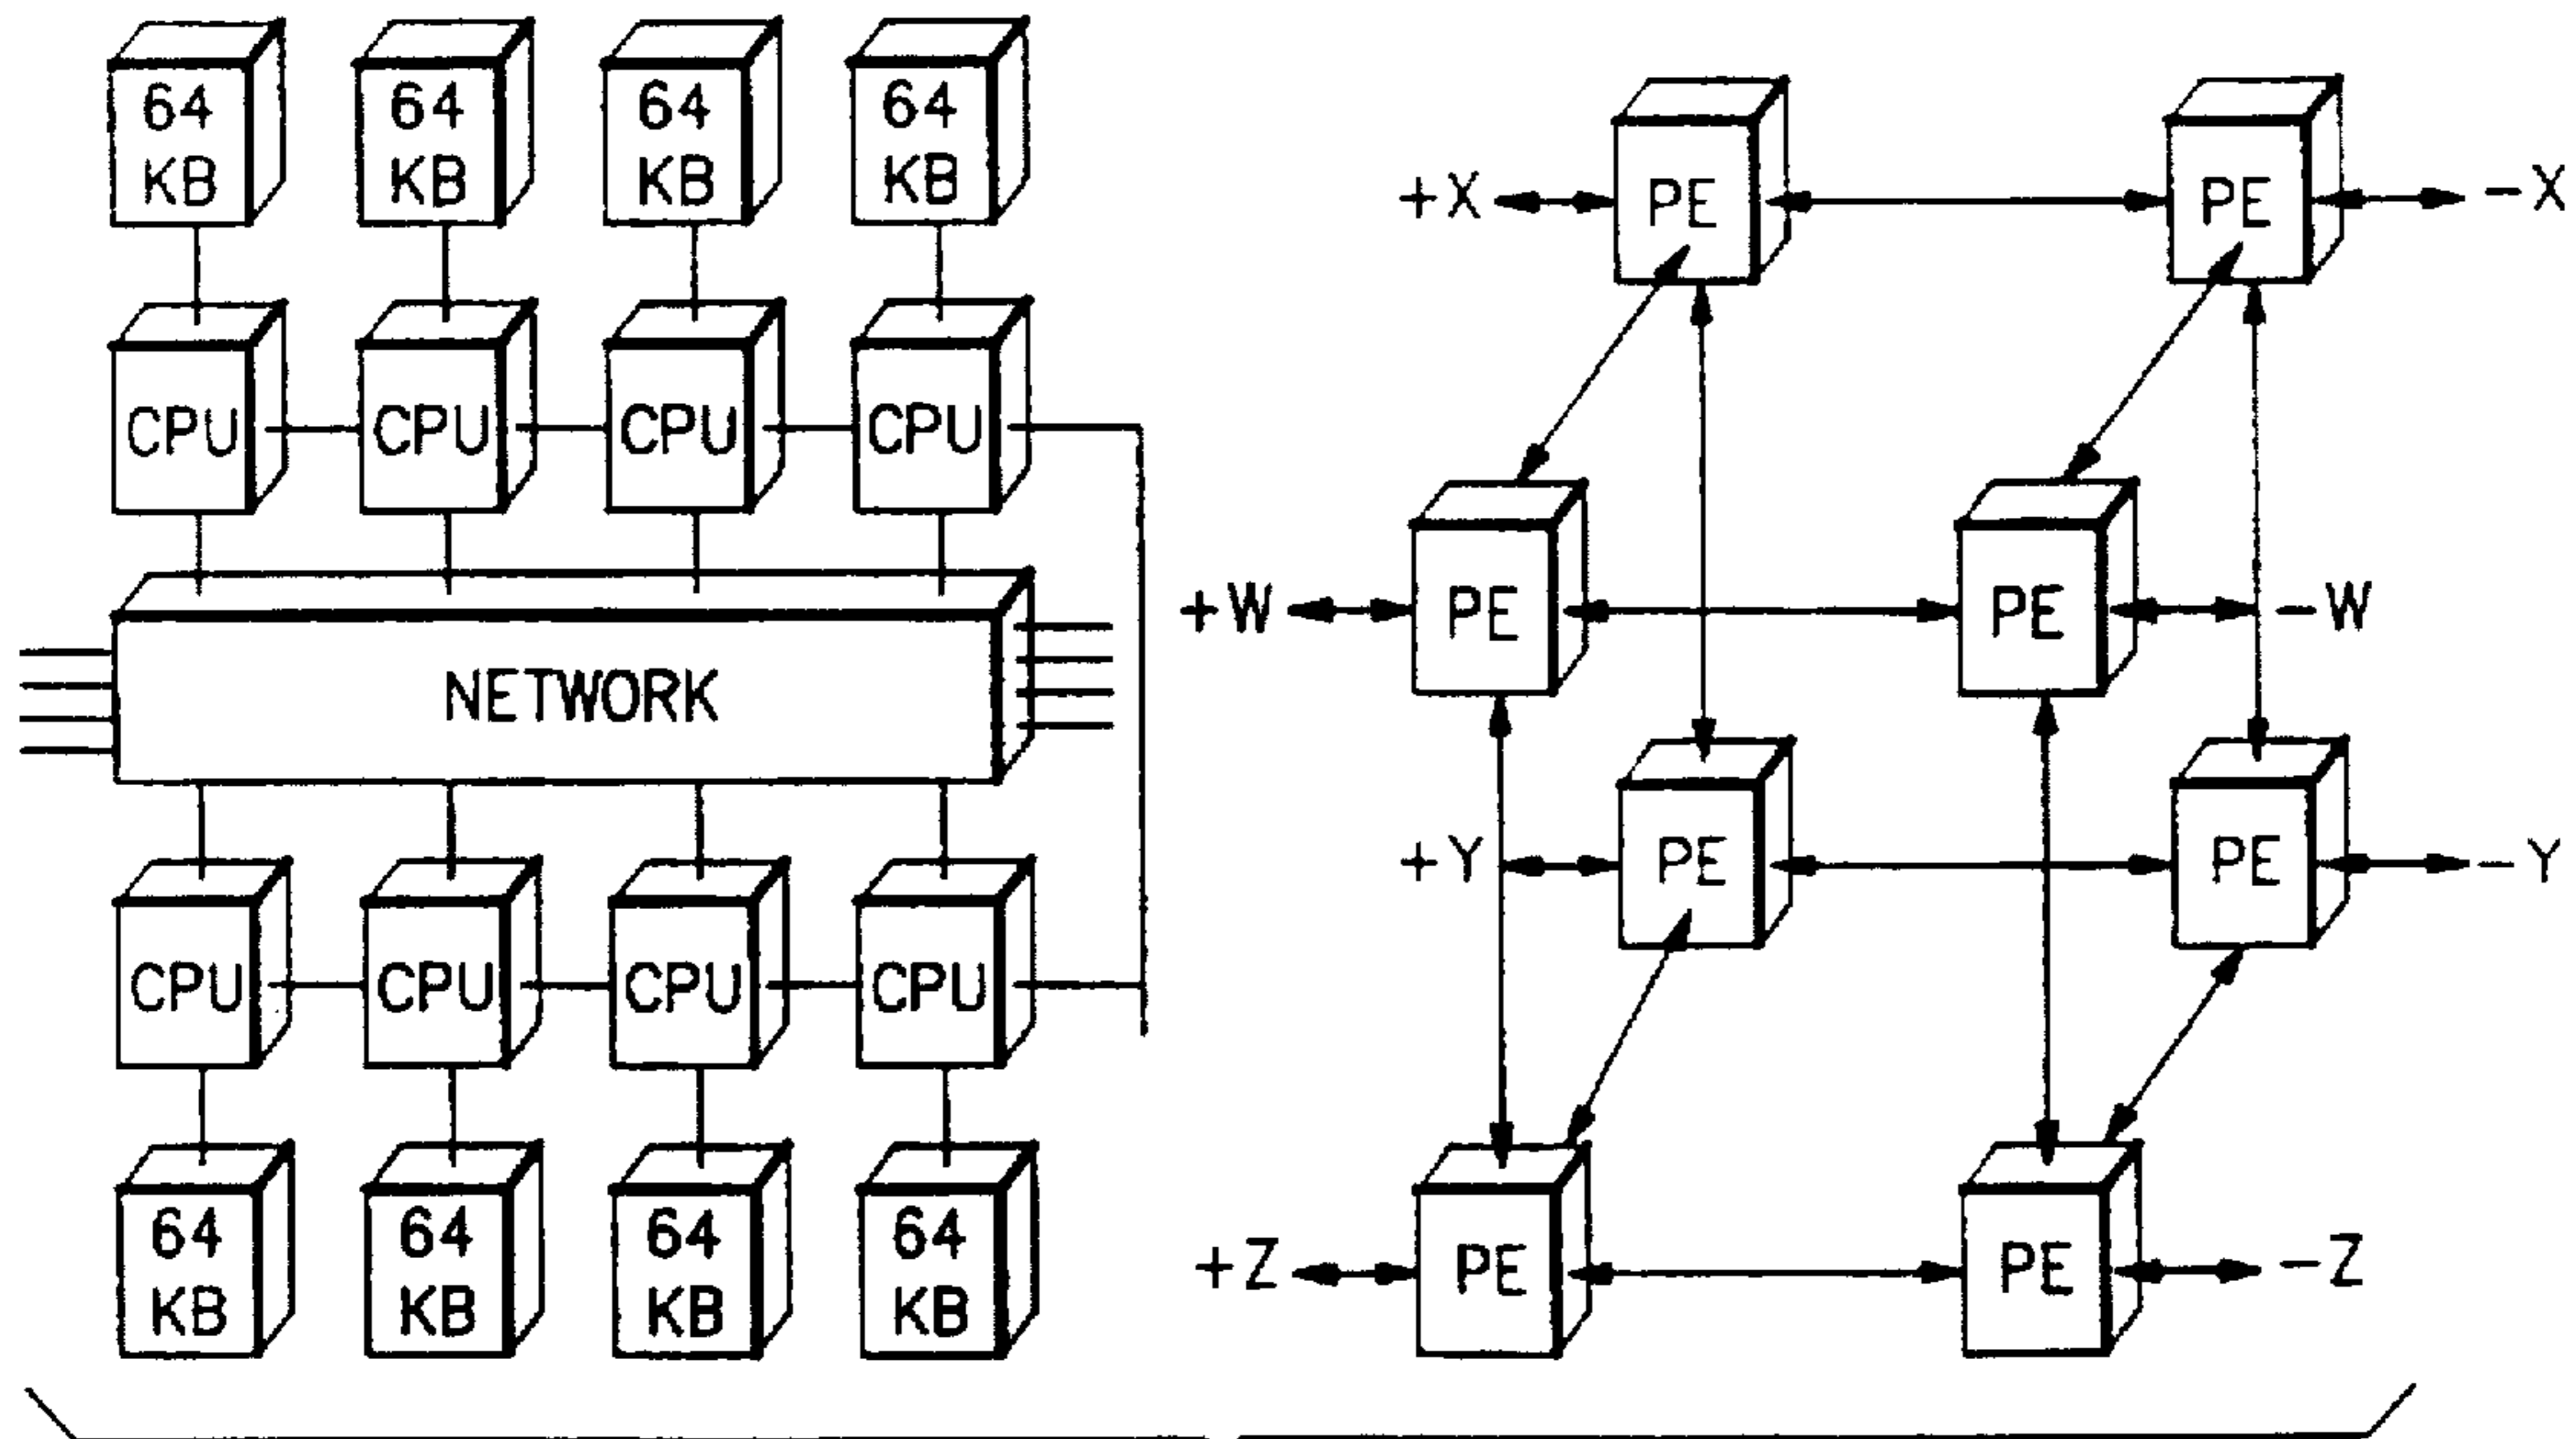 64 KB 64 KB 64 KB 64 KB
CPU CPU CPU CPU
NETWORK
CPU CPU CPU CPU
64 KB 64 KB 64 KB 64 KB
+X PE PE -X
+W PE PE -W
+Y PE PE -Y
+Z PE PE -Z